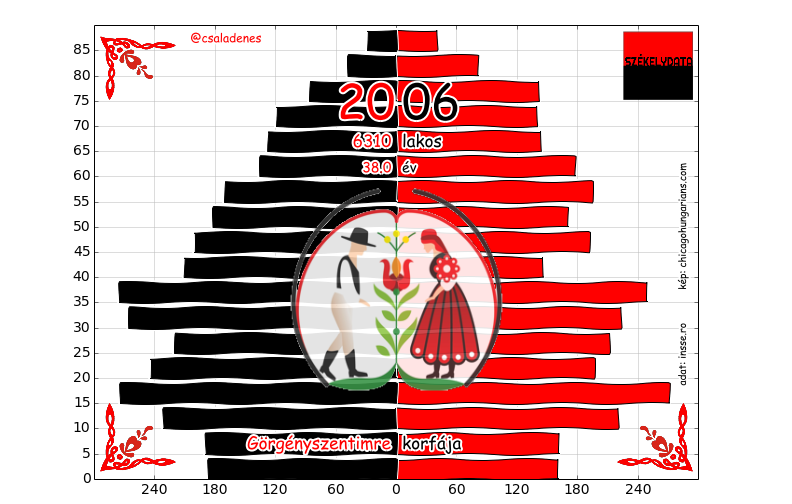 @csaladenes
SZÉKELYDATA
2006
6310 lakos
38.0 év
kép: chicagohungarians.com
adat: insse.ro
Görgényszentimre korfája
85
80
75
70
65
60
55
50
45
40
35
30
25
20
15
10
5
0
240 180 120 60 0 60 120 180 240